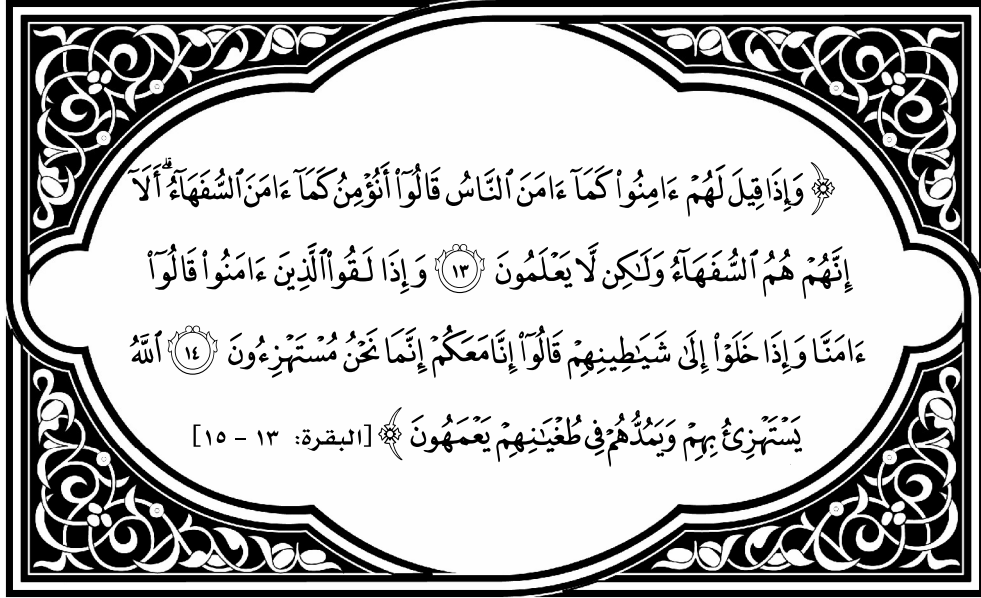 ﴿ وَإِذَا قِيلَ لَهُمْ ءَامِنُوا۟ كَمَآ ءَامَنَ ٱلنَّاسُ قَالُوٓا۟ أَنُؤْمِنُ كَمَآ ءَامَنَ ٱلسُّفَهَآءُ ۗ أَلَآ
إِنَّهُمْ هُمُ ٱلسُّفَهَآءُ وَلَـٰكِن لَّا يَعْلَمُونَ ١٣ وَإِذَا لَقُوا۟ ٱلَّذِينَ ءَامَنُوا۟ قَالُوٓا۟
ءَامَنَّا وَإِذَا خَلَوْا۟ إِلَىٰ شَيَـٰطِينِهِمْ قَالُوٓا۟ إِنَّا مَعَكُمْ إِنَّمَا نَحْنُ مُسْتَهْزِءُونَ ١٤ ٱللَّهُ
يَسْتَهْزِئُ بِهِمْ وَيَمُدُّهُمْ فِى طُغْيَـٰنِهِمْ يَعْمَهُونَ ﴾ [البقرة: ١٣ - ١٥]